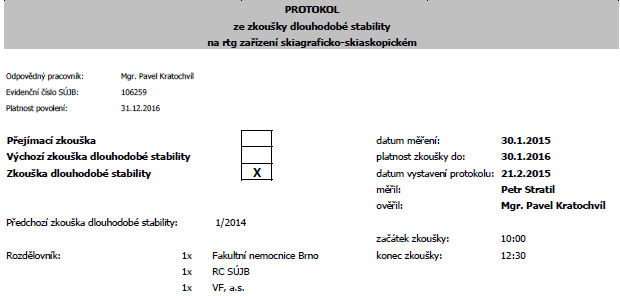 PROTOKOL
ze zkoušky dlouhodobé stability
na rtg zařízení skiagraficko-skiaskopickém
Odpovědný pracovník: Mgr. Pavel Kratochvíl
Evidenční číslo SÚJB: 106259
Platnost povolení: 31.12.2016
Přejímací zkouška datum měření: 30.1.2015
Výchozí zkouška dlouhodobé stability platnost zkoušky do: 30.1.2016
Zkouška dlouhodobé stability X datum vystavení protokolu: 21.2.2015
měřil: Petr Stratil
ověřil: Mgr. Pavel Kratochvíl
Předchozí zkouška dlouhodobé stability: 1/2014
začátek zkoušky: 10:00
Rozdělovník: 1x Fakultní nemocnice Brno konec zkoušky: 12:30
1x RC SÚJB
1x VF, a.s.